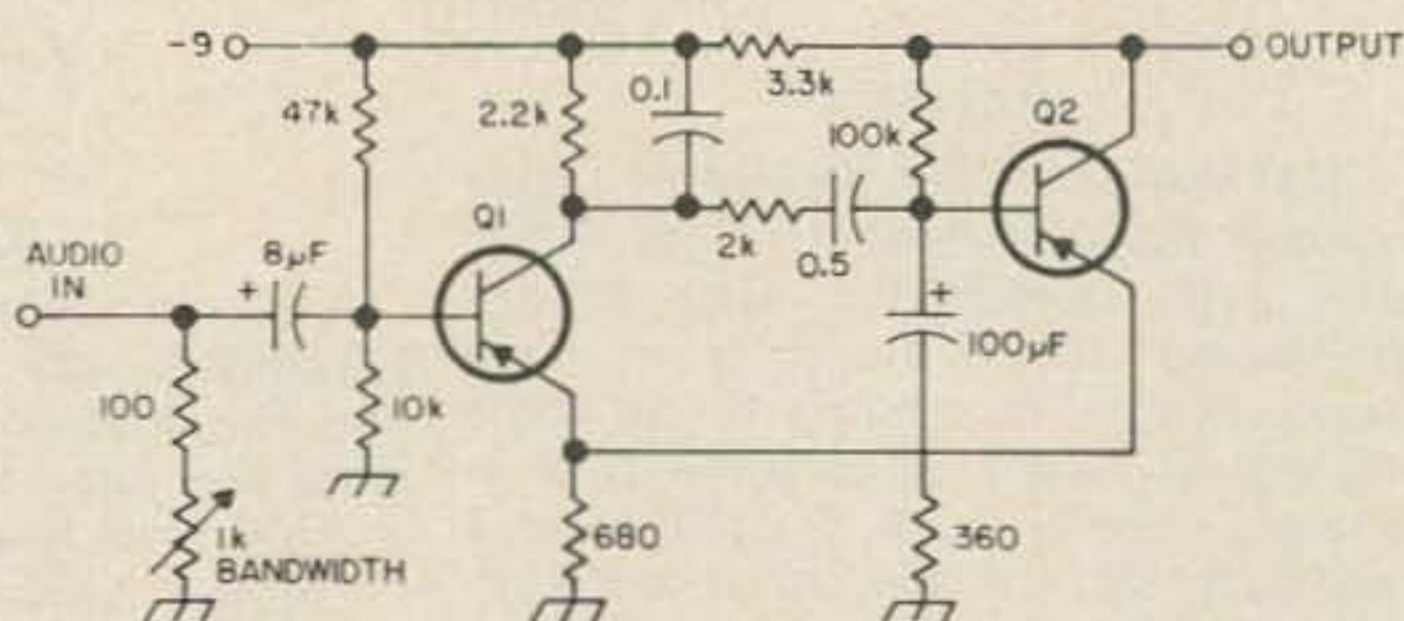 -9
OUTPUT
47k
2.2k
0.1
3.3k
100k
Q2
Q1
2k
0.5
AUDIO
IN
8µF
+
+
100µF
100
10k
1k
BANDWIDTH
680
360